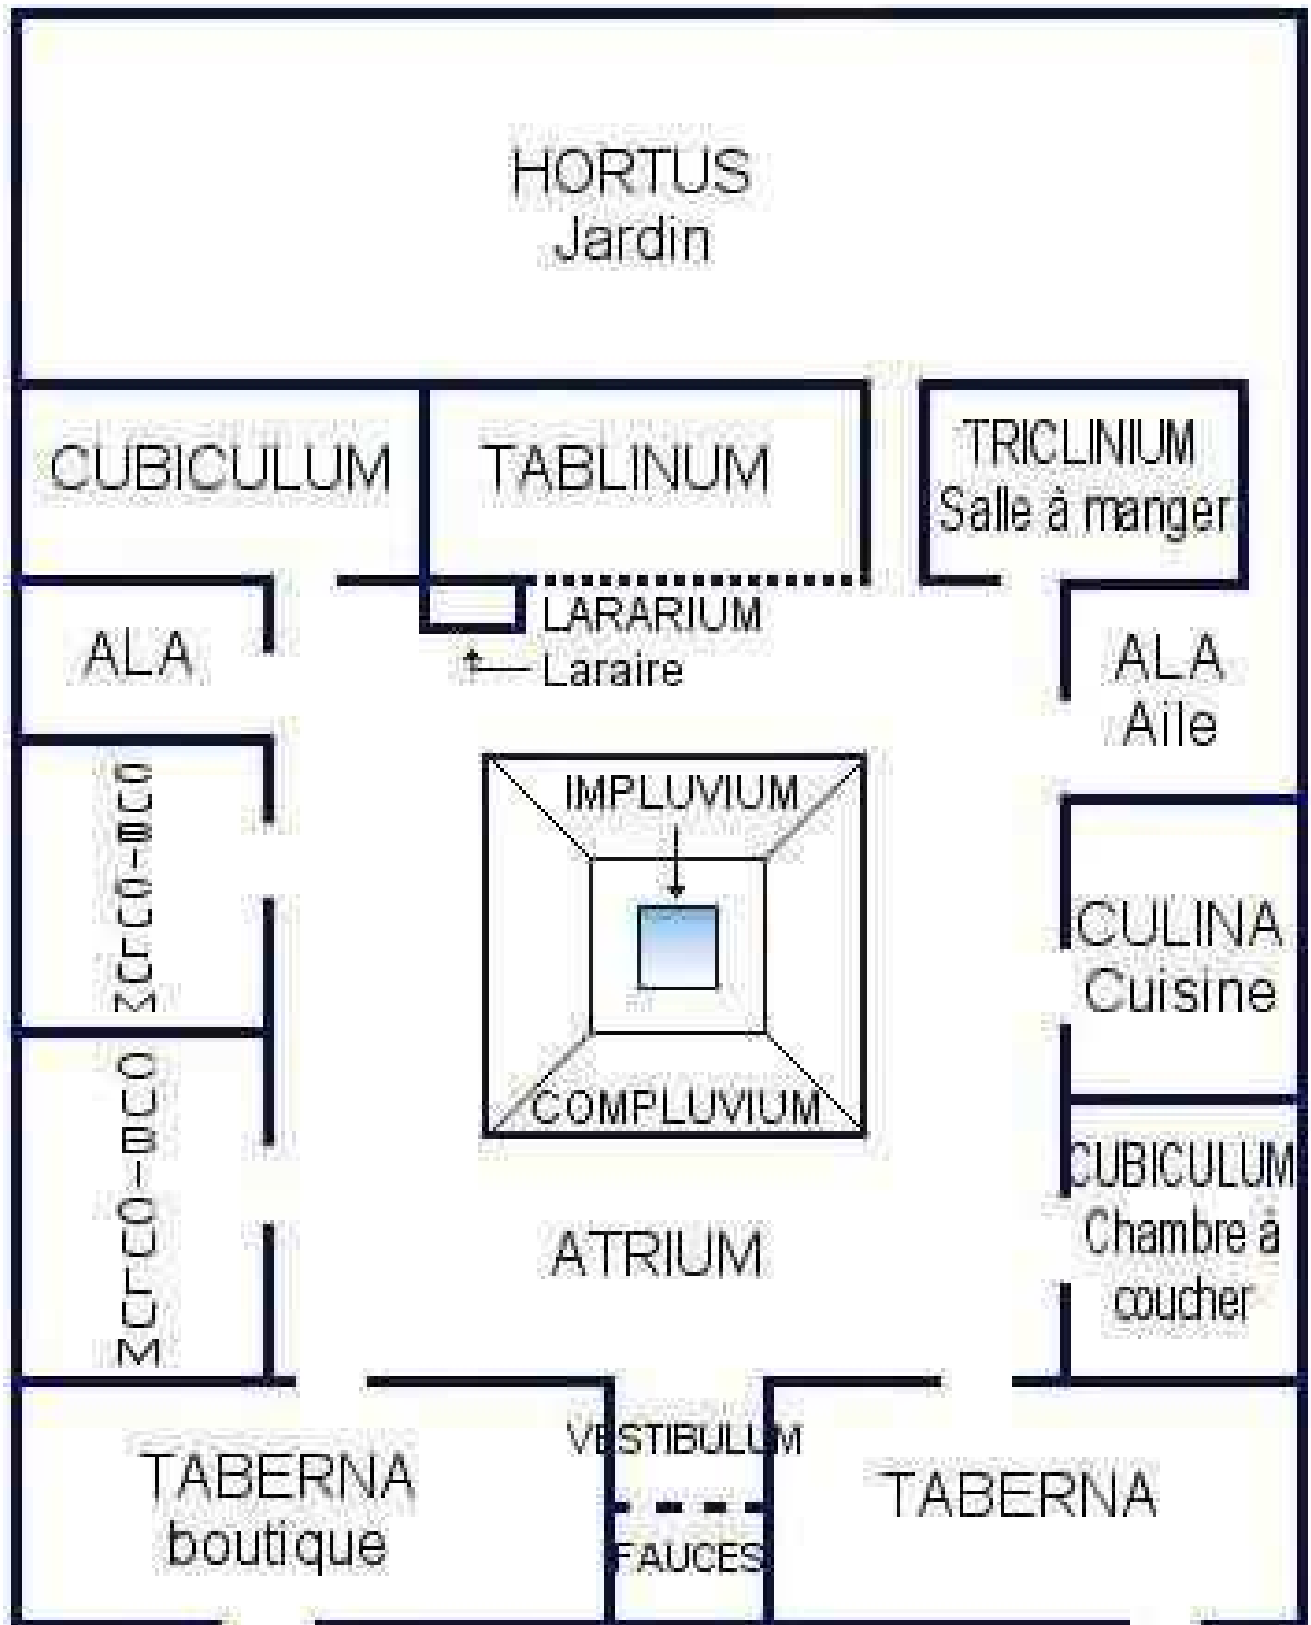 HORTUS
Jardin
CUBICULUM
TABLINUM
TRICLINIUM
Salle à manger
LARARIUM
Laraire
ALA
ALA
Aile
CUBICULUM
IMPLUVIUM
CULINA
Cuisine
COMPLUVIUM
CUBICULUM
CUBICULUM
Chambre à
coucher
ATRIUM
VESTIBULUM
TABERNA
boutique
TABERNA
FAUCES